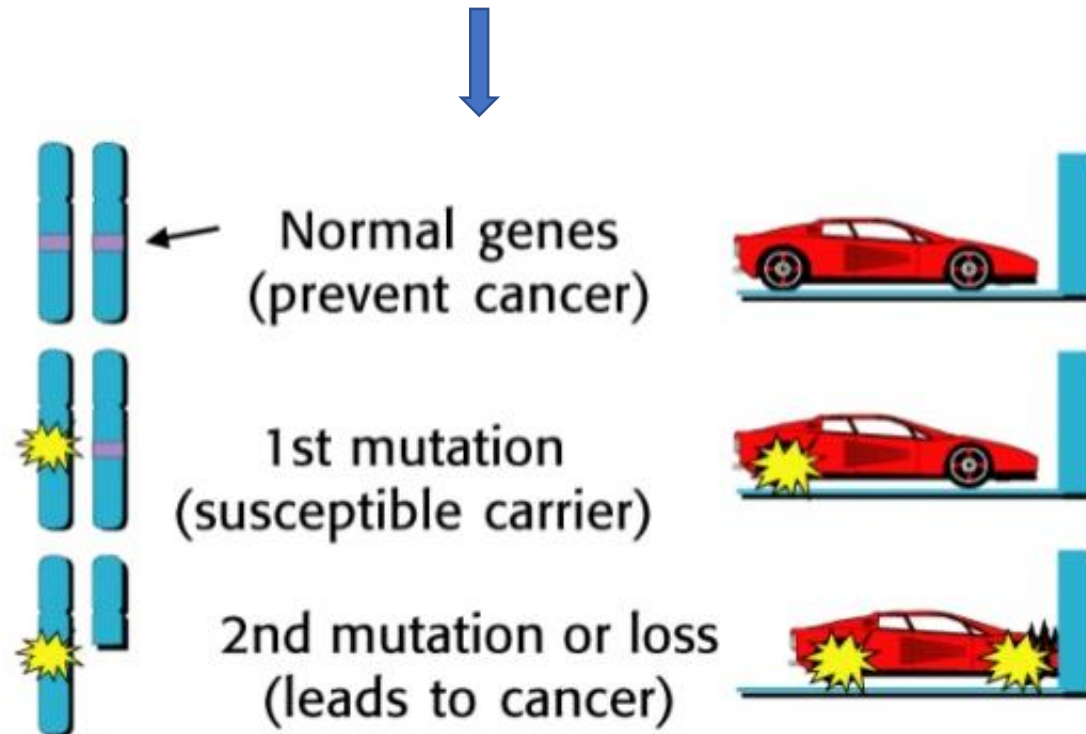 Normal genes
(prevent cancer)
1st mutation
(susceptible carrier)
2nd mutation or loss
(leads to cancer)